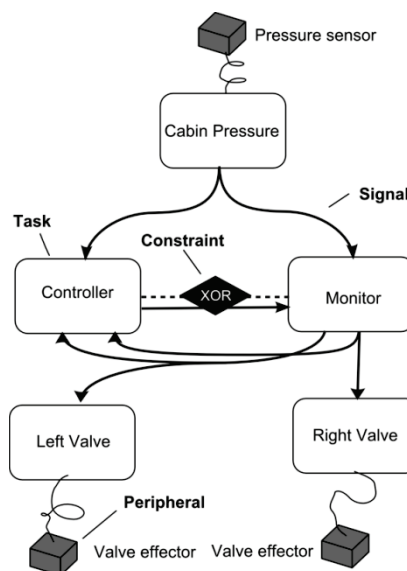 Pressure sensor
Cabin Pressure
Signal
Task
Constraint
Controller
XOR
Monitor
Left Valve
Right Valve
Peripheral
Valve effector
Valve effector